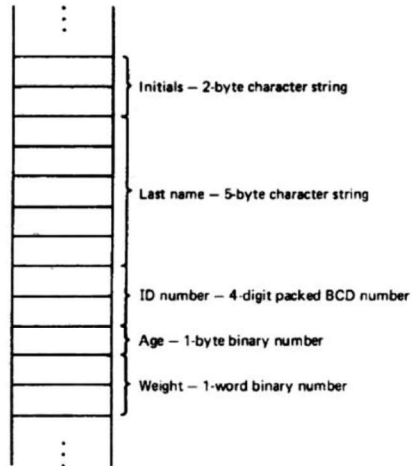 Initials — 2-byte character string
Last name — 5-byte character string
ID number — 4-digit packed BCD number
Age — 1-byte binary number
Weight — 1-word binary number